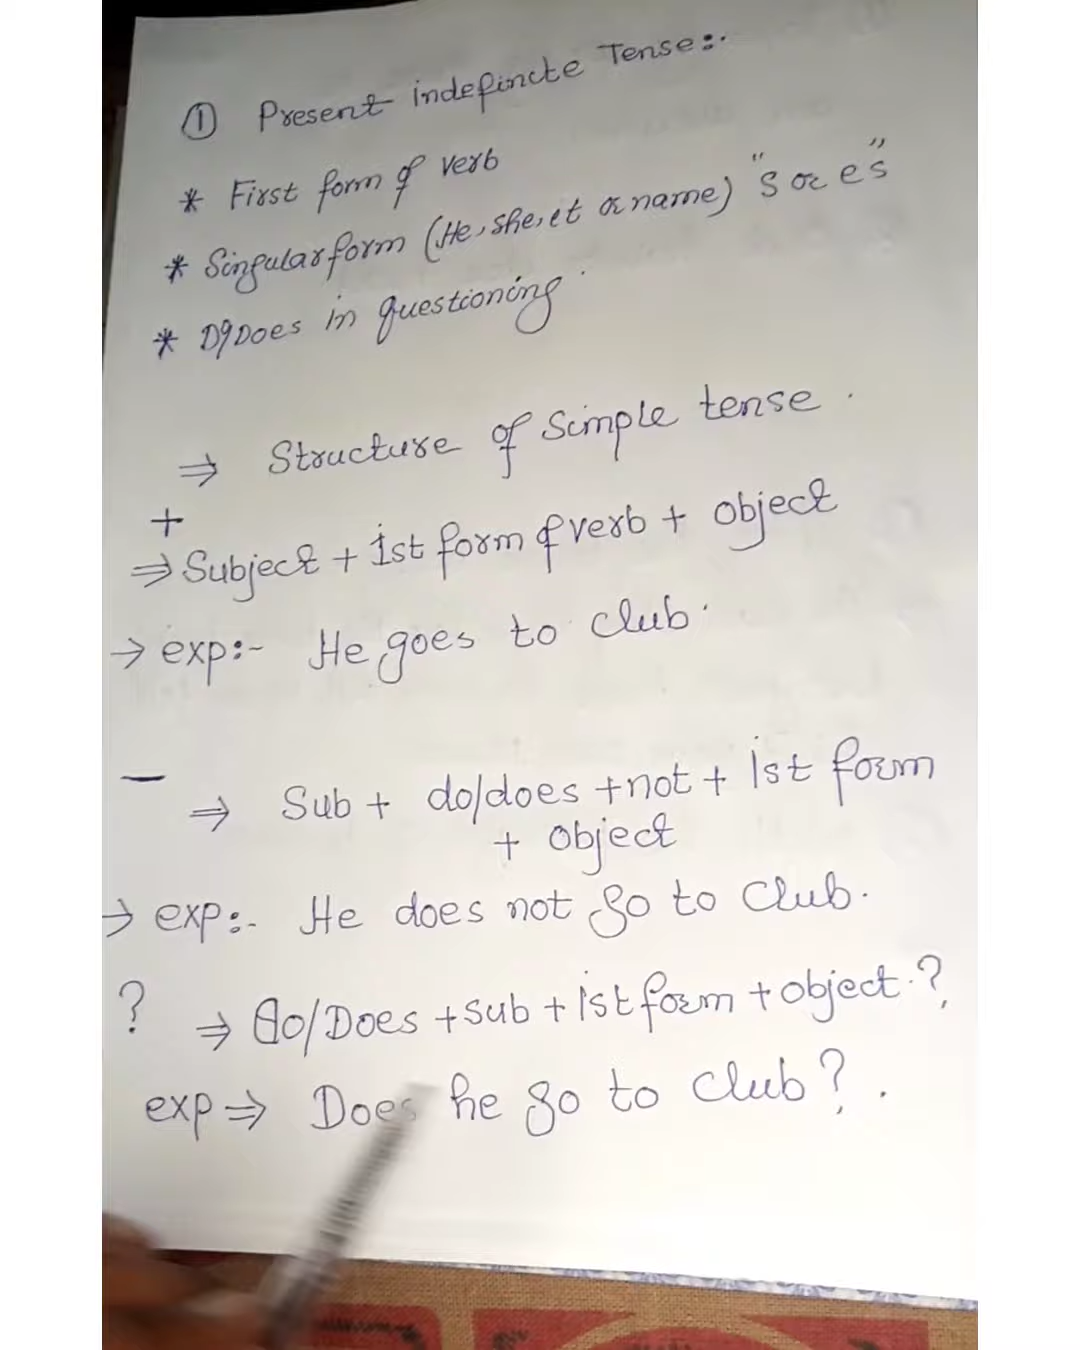 ① Present indefinite Tense:-
* First form of verb
* Singular form (He, she, it or name) "s or es"
* Do/Does in questioning.
⇒ Structure of Simple tense.
+
⇒ Subject + 1st form of verb + object
→ exp:- He goes to club.
—
⇒ Sub + do/does + not + 1st form
+ object
→ exp:- He does not go to club.
? ⇒ Do/Does + sub + 1st form + object.?
exp ⇒ Does he go to club?.